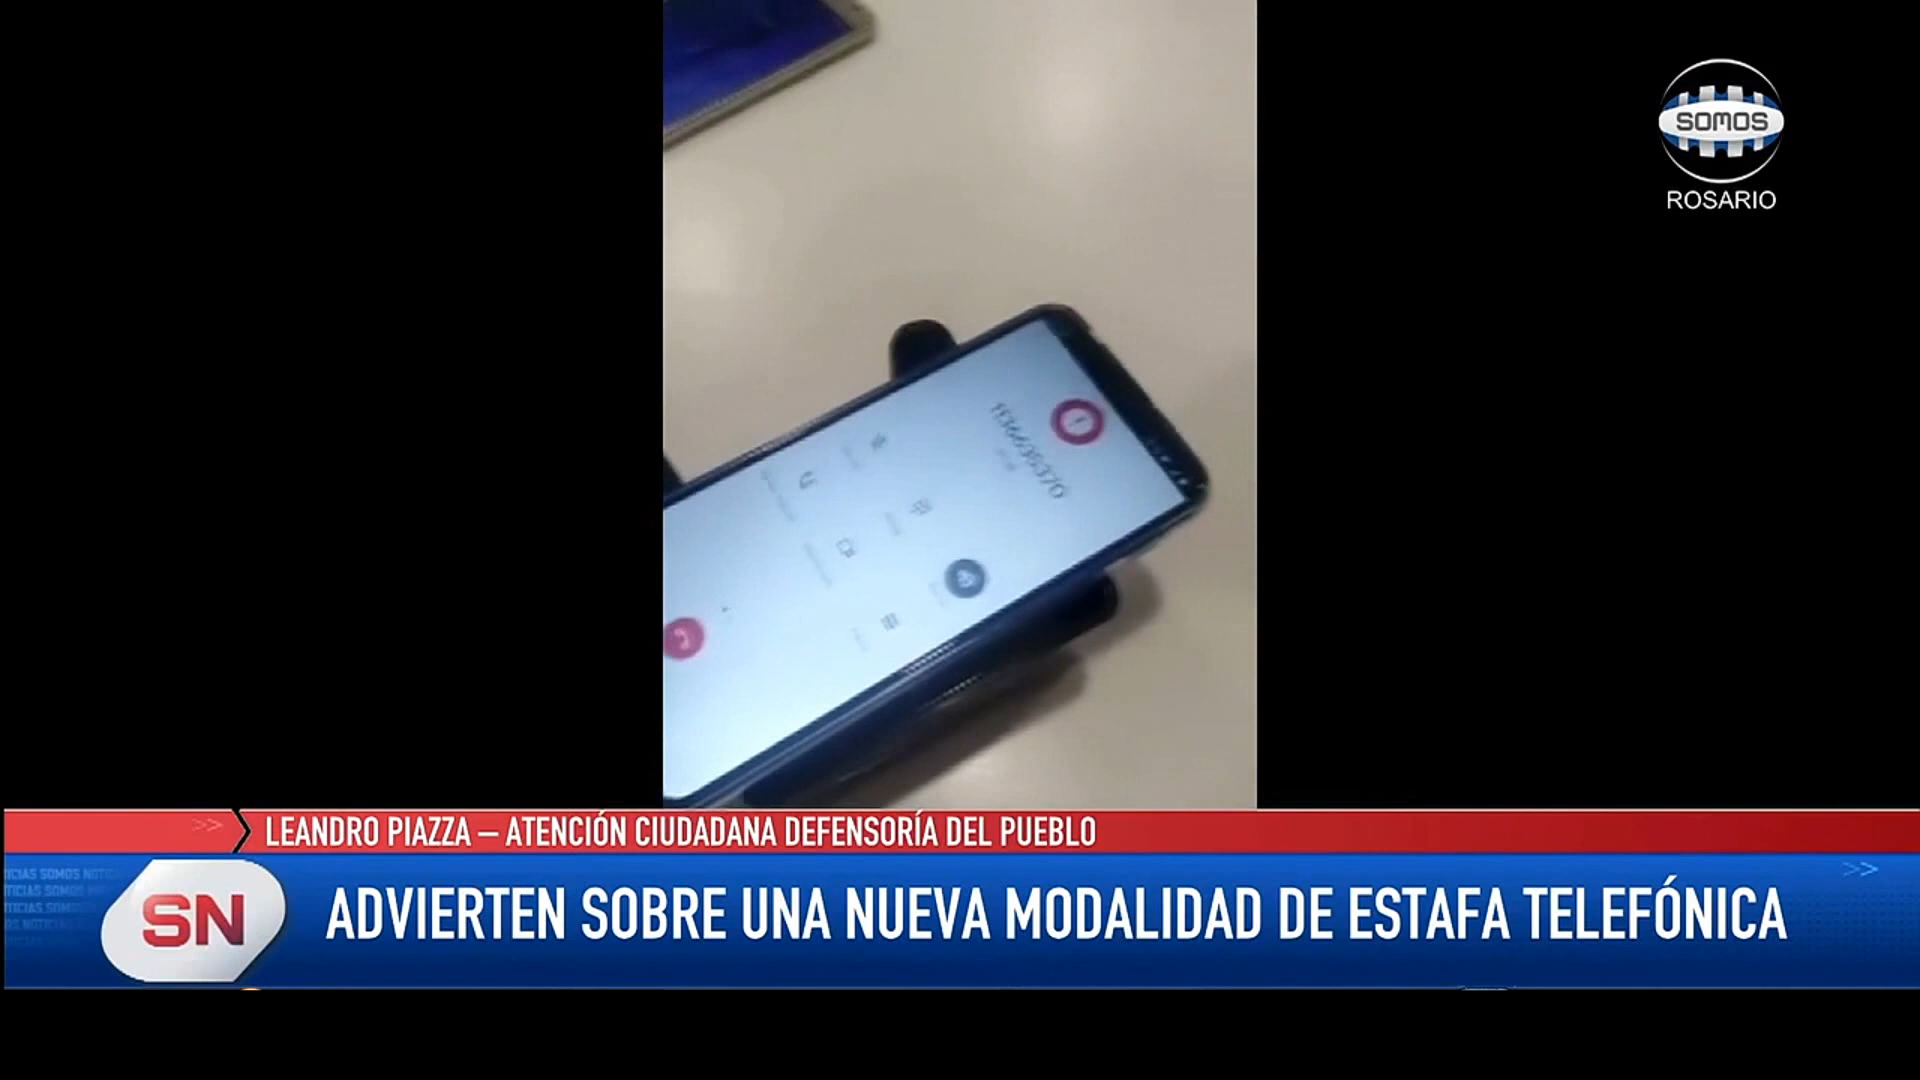 SOMOS
ROSARIO
LEANDRO PIAZZA – ATENCIÓN CIUDADANA DEFENSORÍA DEL PUEBLO
SN
ADVIERTEN SOBRE UNA NUEVA MODALIDAD DE ESTAFA TELEFÓNICA